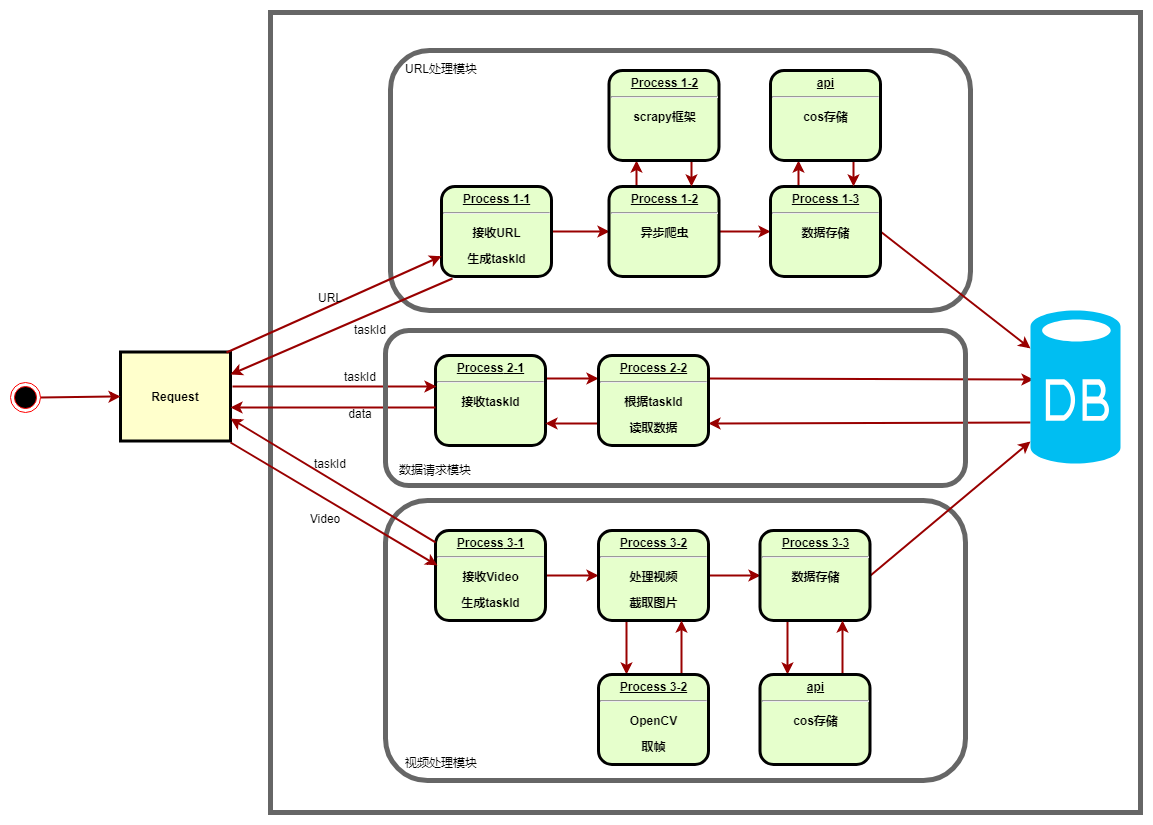 URL处理模块
Process 1-2
scrapy框架
api
cos存储
Process 1-1
接收URL
生成taskId
Process 1-2
异步爬虫
Process 1-3
数据存储
URL
taskId
Request
taskId
data
Process 2-1
接收taskId
Process 2-2
根据taskId
读取数据
DB
数据请求模块
taskId
Video
Process 3-1
接收Video
生成taskId
Process 3-2
处理视频
截取图片
Process 3-3
数据存储
Process 3-2
OpenCV
取帧
api
cos存储
视频处理模块